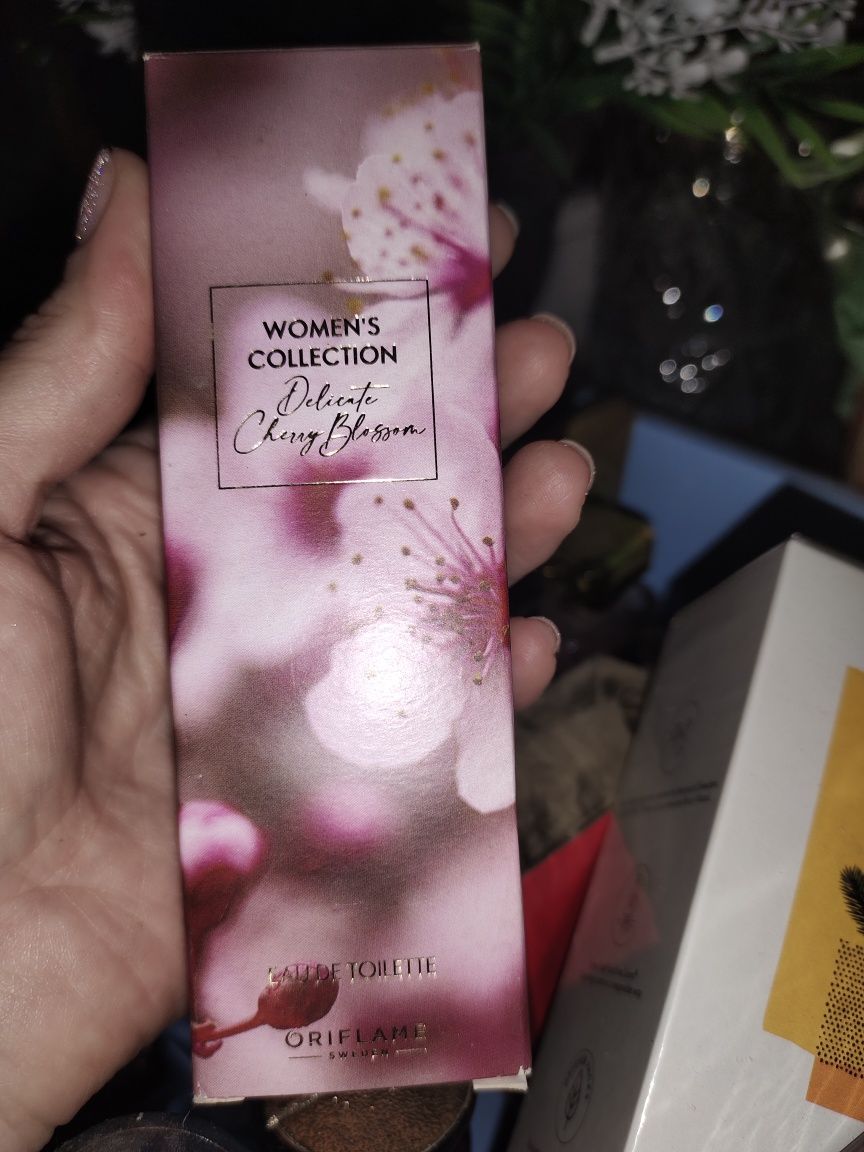 WOMEN'S
COLLECTION
Delicate
Cherry Blossom
EAU DE TOILETTE
ORIFLAME
SWEDEN